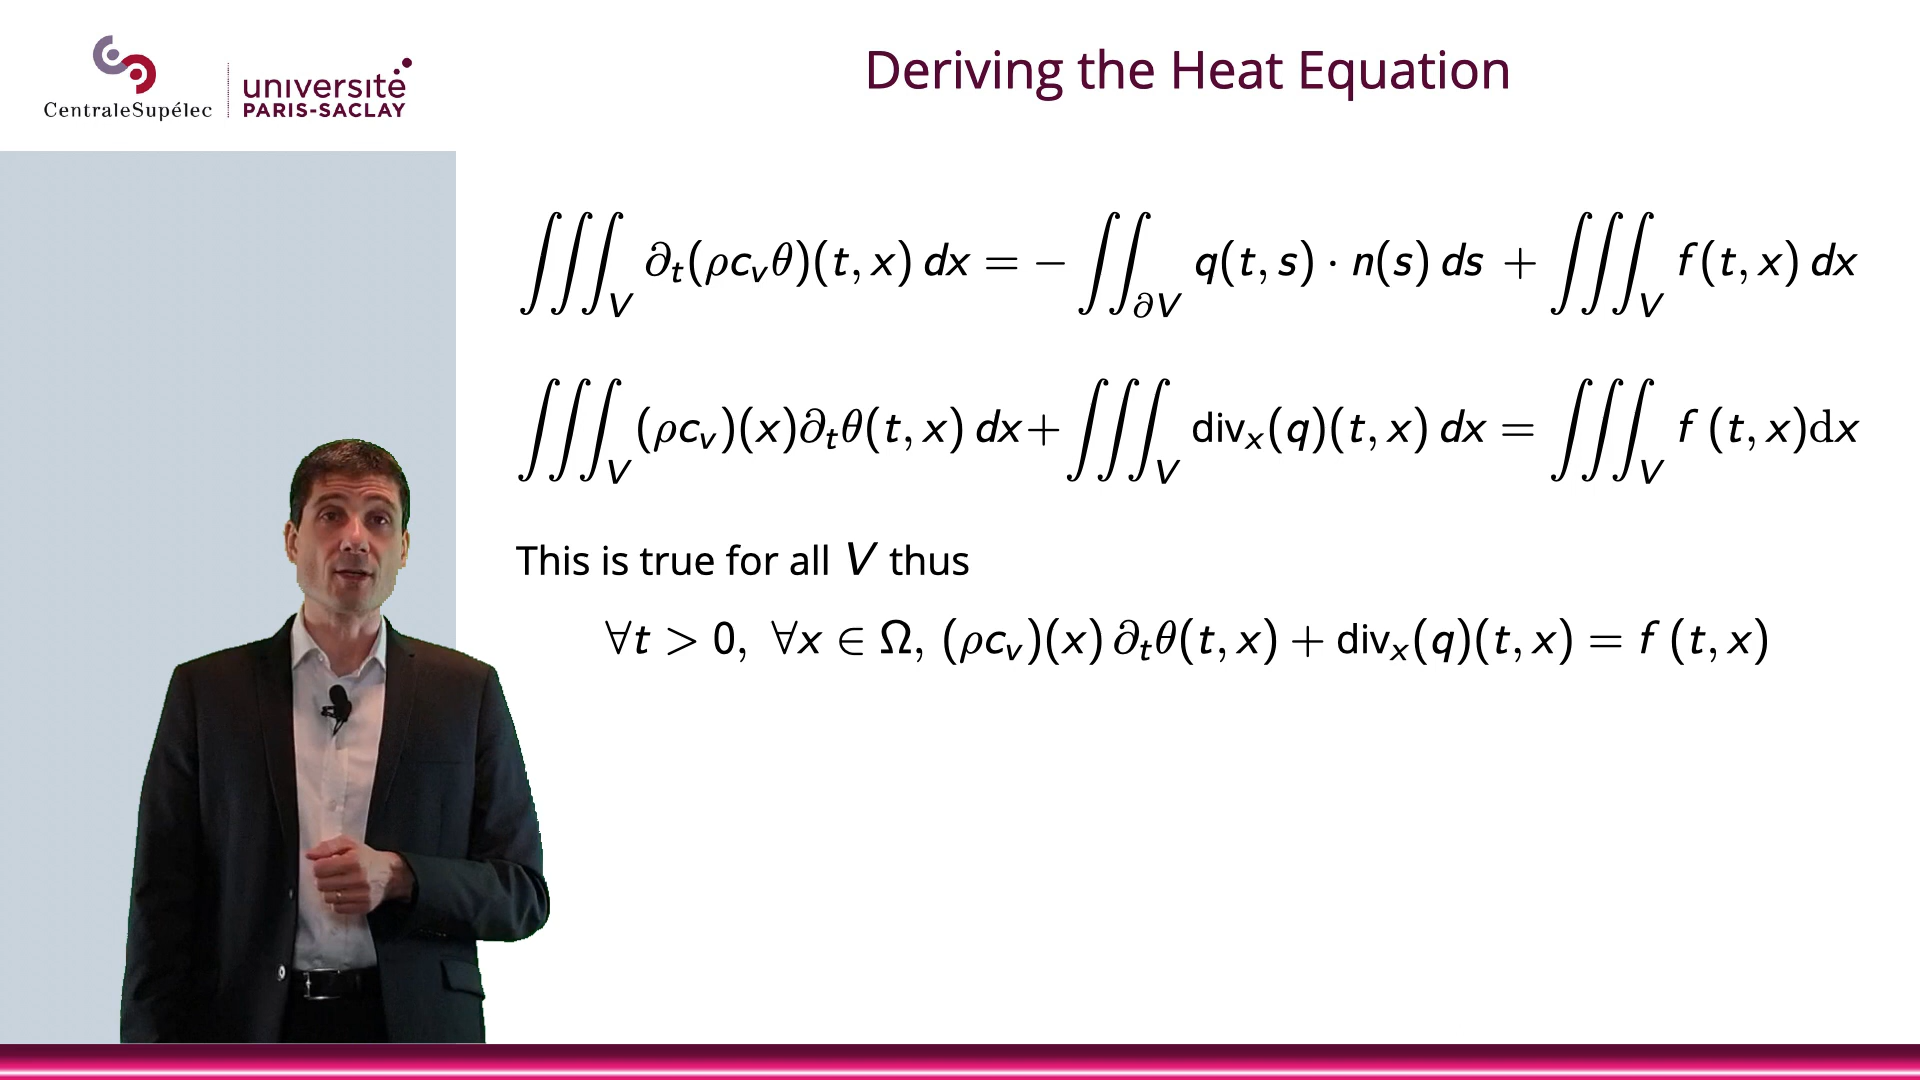 CentraleSupélec
université
PARIS-SACLAY
Deriving the Heat Equation
∭_V ∂_t(ρc_vθ)(t, x) dx = − ∬_∂V q(t, s) · n(s) ds + ∭_V f(t, x) dx
∭_V (ρc_v)(x)∂_tθ(t, x) dx + ∭_V div_x(q)(t, x) dx = ∭_V f (t, x)dx
This is true for all V thus
∀t > 0, ∀x ∈ Ω, (ρc_v)(x) ∂_tθ(t, x) + div_x(q)(t, x) = f (t, x)